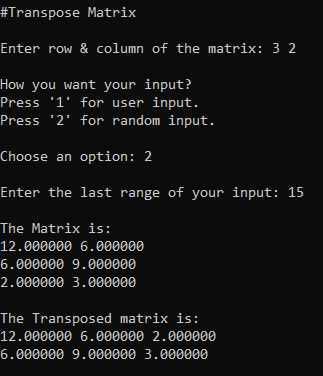 #Transpose Matrix
Enter row & column of the matrix: 3 2
How you want your input?
Press '1' for user input.
Press '2' for random input.
Choose an option: 2
Enter the last range of your input: 15
The Matrix is:
12.000000 6.000000
6.000000 9.000000
2.000000 3.000000
The Transposed matrix is:
12.000000 6.000000 2.000000
6.000000 9.000000 3.000000